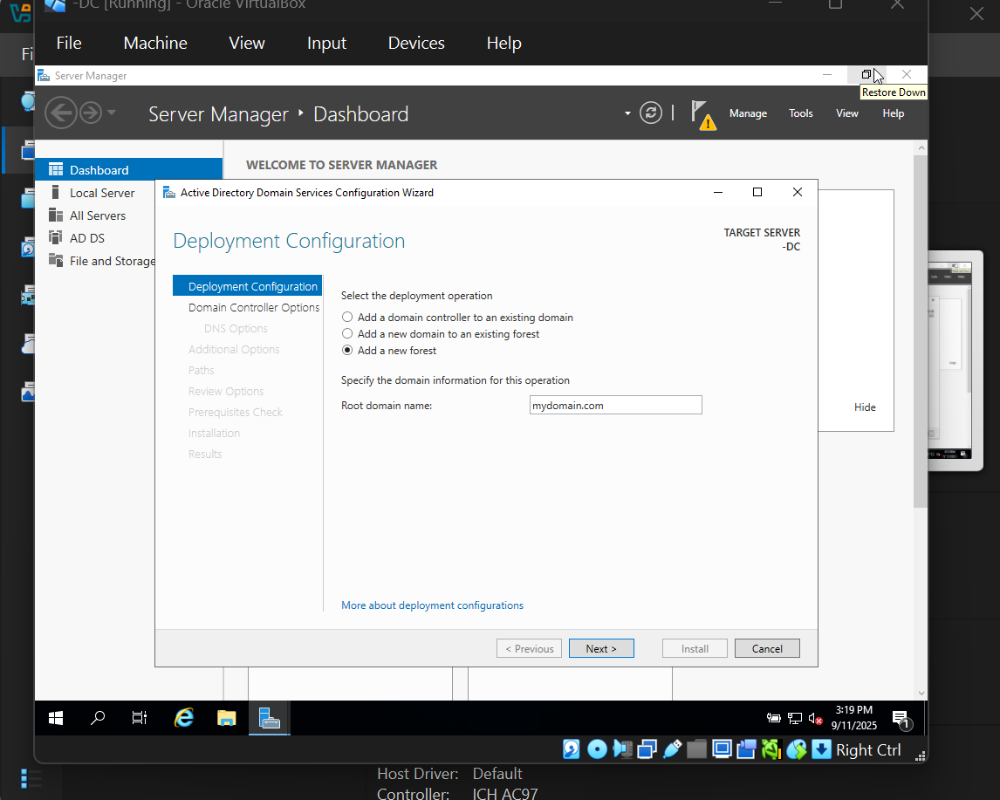 -DC [Running] - Oracle VirtualBox
File Machine View Input Devices Help
Fi
Server Manager
Restore Down
Server Manager Dashboard
Manage Tools View Help
Dashboard
Local Server
All Servers
AD DS
File and Storage
WELCOME TO SERVER MANAGER
Active Directory Domain Services Configuration Wizard
Deployment Configuration
TARGET SERVER
-DC
Deployment Configuration
Domain Controller Options
DNS Options
Additional Options
Paths
Review Options
Prerequisites Check
Installation
Results
Select the deployment operation
Add a domain controller to an existing domain
Add a new domain to an existing forest
Add a new forest
Specify the domain information for this operation
Root domain name: mydomain.com
More about deployment configurations
Hide
< Previous Next > Install Cancel
3:19 PM
9/11/2025
1
Right Ctrl
Host Driver: Default
Controller: ICH AC97